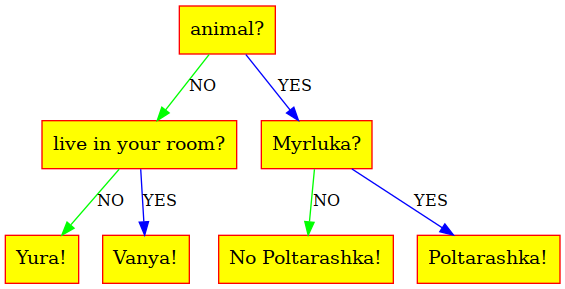 animal?
NO
YES
live in your room?
Myrluka?
NO
YES
NO
YES
Yura!
Vanya!
No Poltarashka!
Poltarashka!